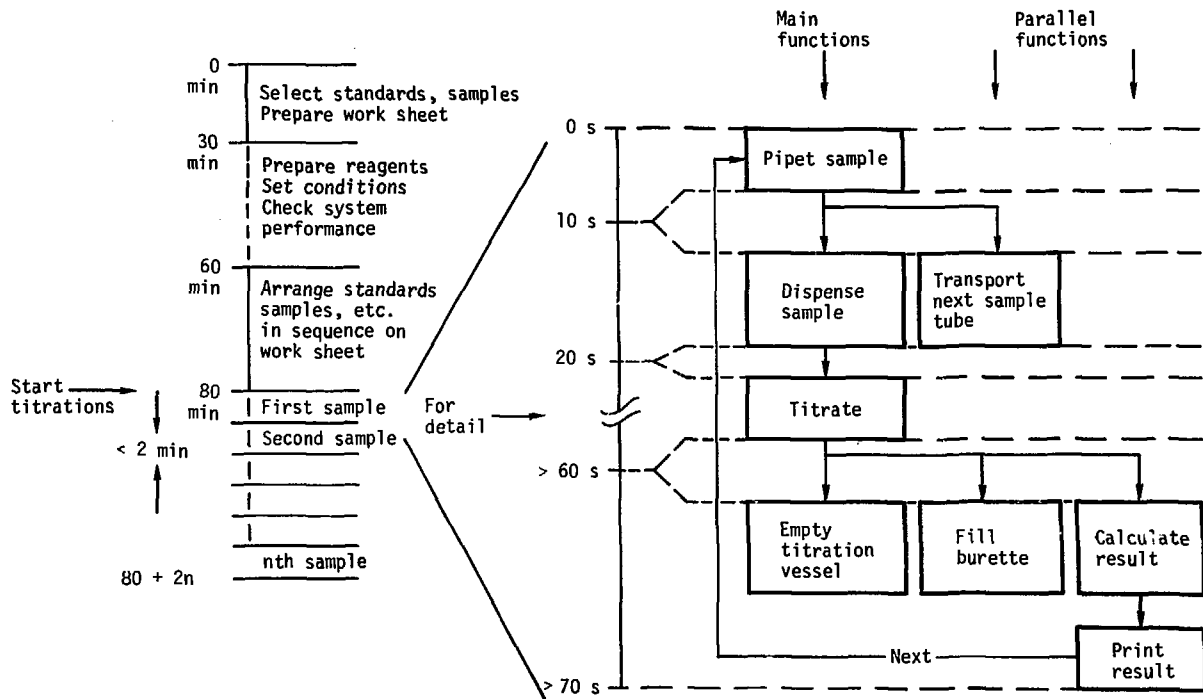 0
min
Select standards, samples
Prepare work sheet
30
min
Prepare reagents
Set conditions
Check system
performance
60
min
Arrange standards
samples, etc.
in sequence on
work sheet
Start
titrations
80
min
First sample
Second sample
< 2 min
nth sample
80 + 2n
For
detail
Main
functions
Parallel
functions
0 s
Pipet sample
10 s
Dispense
sample
Transport
next sample
tube
20 s
Titrate
> 60 s
Empty
titration
vessel
Fill
burette
Calculate
result
Next
Print
result
> 70 s